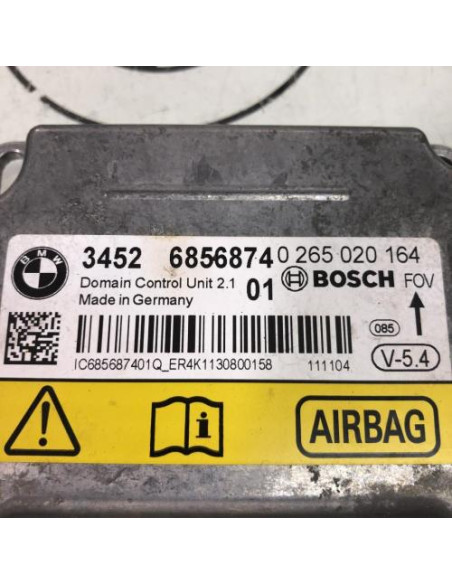 BMW
3452 6856874 0 265 020 164
Domain Control Unit 2.1 01 BOSCH FOV
Made in Germany
085
V-5.4
IC685687401Q_ER4K1130800158 111104
i
AIRBAG